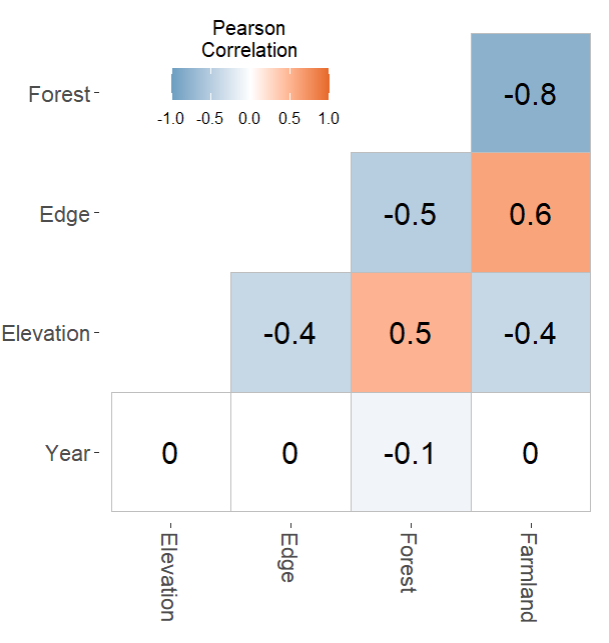 Pearson
Correlation
-1.0 -0.5 0.0 0.5 1.0
Forest -0.8
Edge -0.5 0.6
Elevation -0.4 0.5 -0.4
Year 0 0 -0.1 0
Elevation Edge Forest Farmland